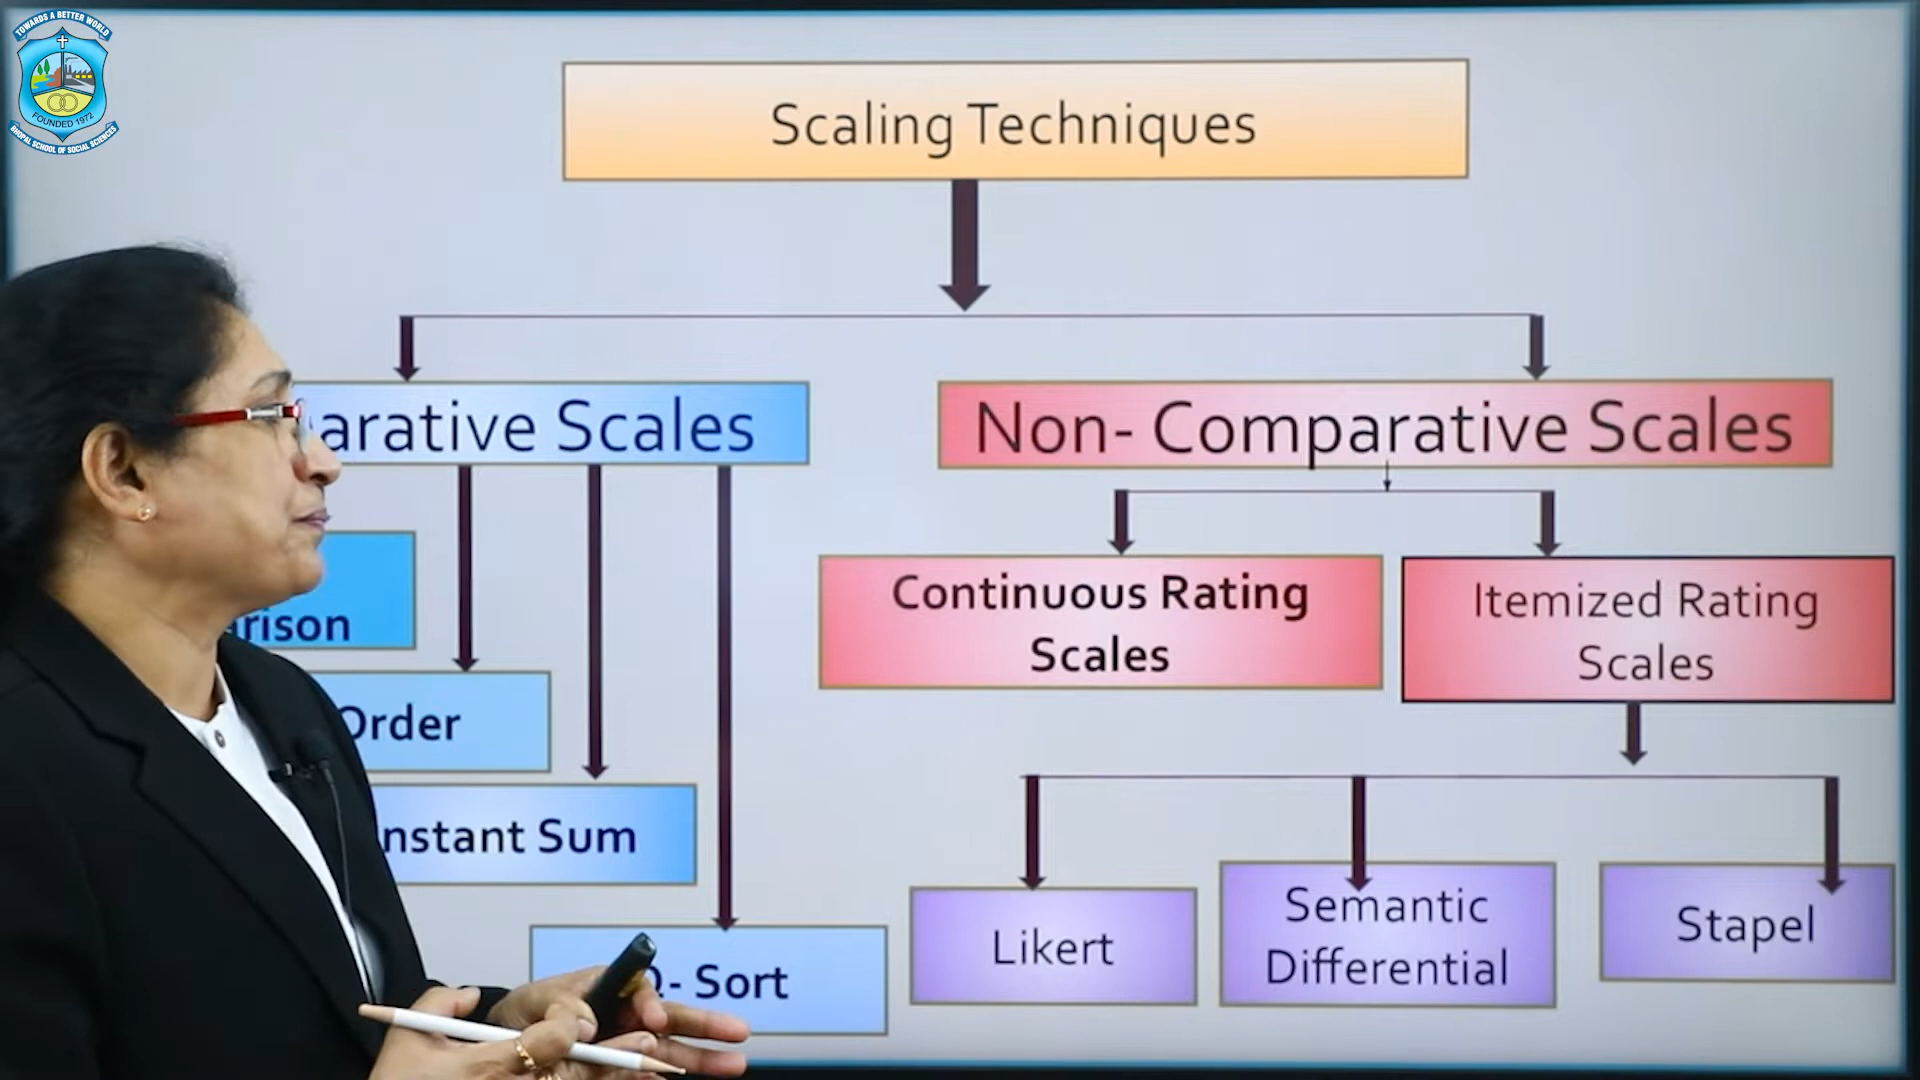 TOWARDS A BETTER WORLD
FOUNDED 1972
BHOPAL SCHOOL OF SOCIAL SCIENCES
Scaling Techniques
arative Scales
Non- Comparative Scales
rison
Order
nstant Sum
- Sort
Continuous Rating
Scales
Itemized Rating
Scales
Likert
Semantic
Differential
Stapel